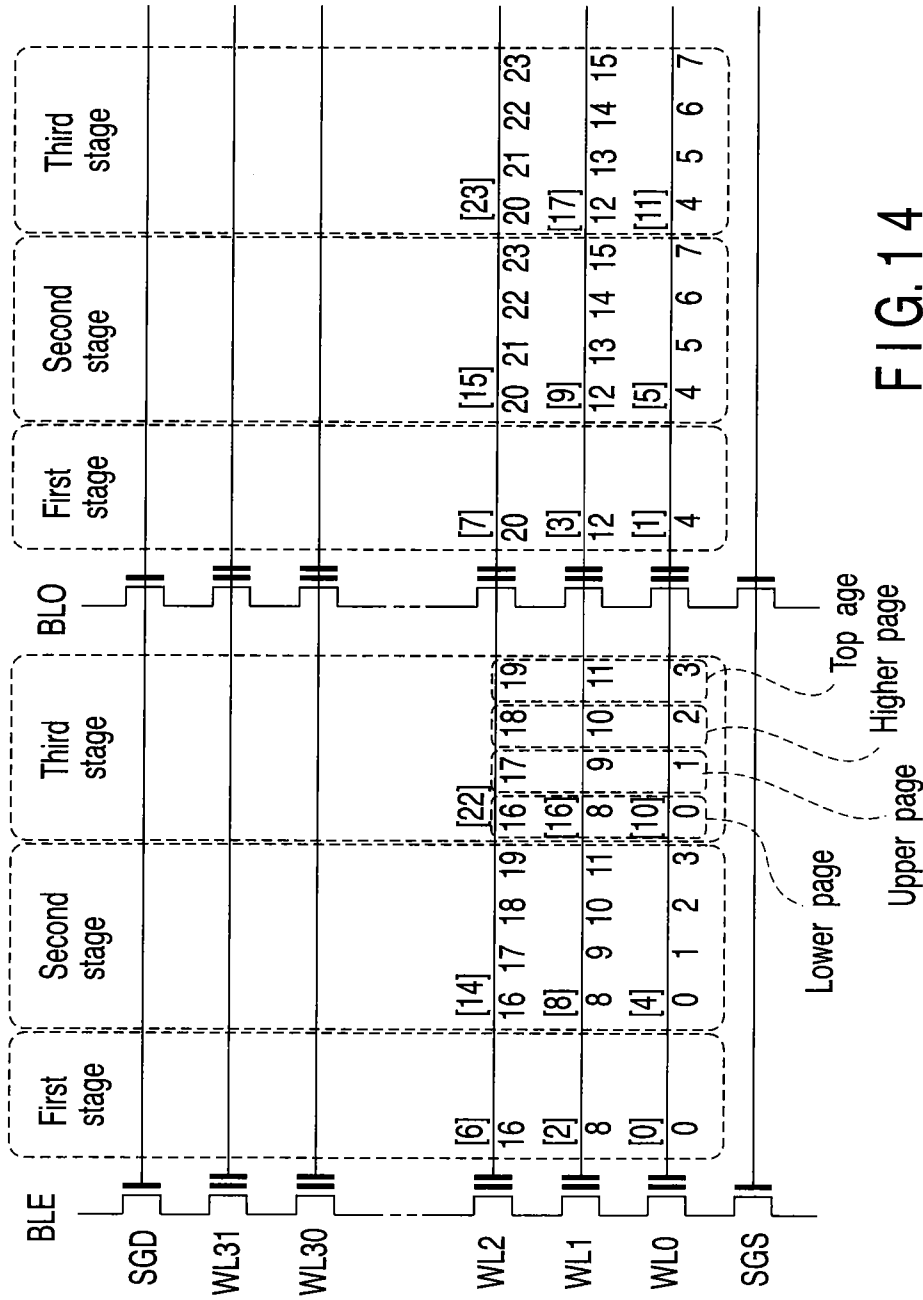 BLE
First stage
Second stage
Third stage
BLO
First stage
Second stage
Third stage
SGD
WL31
WL30
[6] [14] [22] [7] [15] [23]
WL2 16 16 17 18 19 16 17 18 19 20 20 21 22 23 20 21 22 23
[2] [8] [16] [3] [9] [17]
WL1 8 8 9 10 11 8 9 10 11 12 12 13 14 15 12 13 14 15
[0] [4] [10] [1] [5] [11]
WL0 0 0 1 2 3 0 1 2 3 4 4 5 6 7 4 5 6 7
SGS
Lower page
Upper page
Higher page
Top age
FIG. 14